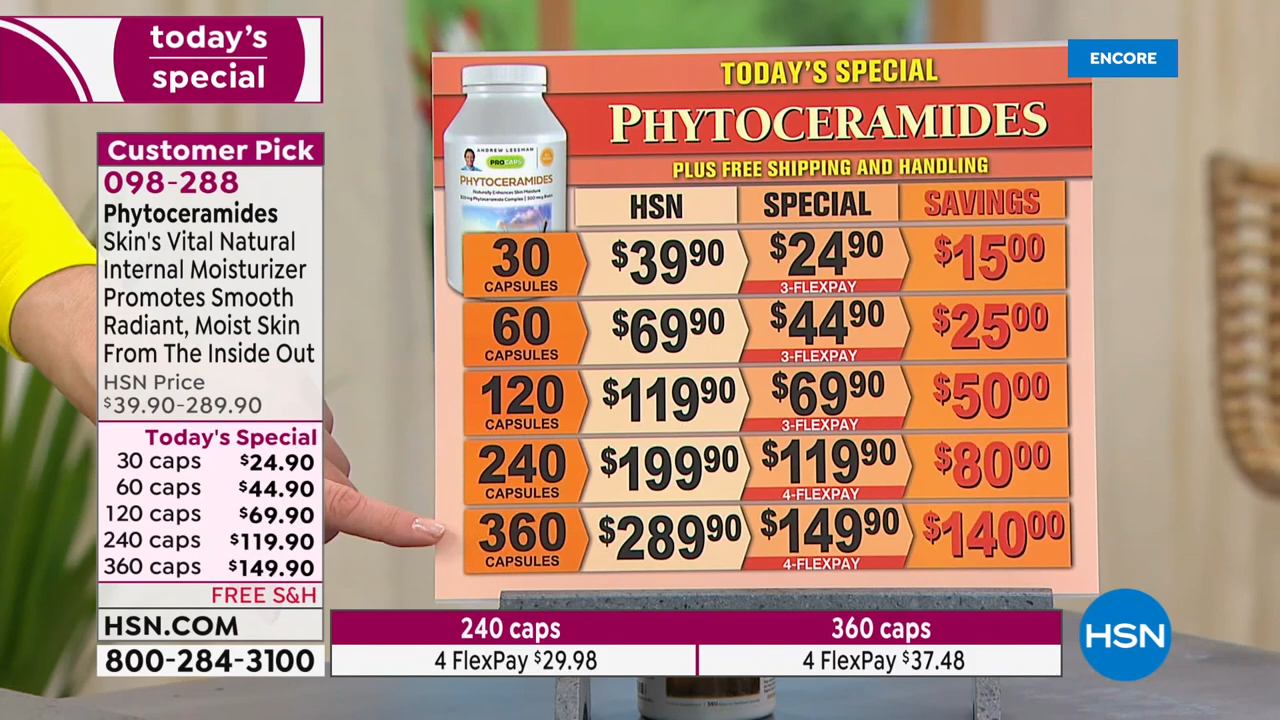 today's
special
Customer Pick
098-288
Phytoceramides
Skin's Vital Natural
Internal Moisturizer
Promotes Smooth
Radiant, Moist Skin
From The Inside Out
HSN Price
$39.90-289.90
Today's Special
30 caps $24.90
60 caps $44.90
120 caps $69.90
240 caps $119.90
360 caps $149.90
FREE S&H
HSN.COM
800-284-3100
ENCORE
TODAY'S SPECIAL
PHYTOCERAMIDES
PLUS FREE SHIPPING AND HANDLING
ANDREW LESSMAN
PROCAPS
PHYTOCERAMIDES
Naturally Enhances Skin Moisture
HSN SPECIAL SAVINGS
30 CAPSULES $39.90 $24.90 $15.00
3-FLEXPAY
60 CAPSULES $69.90 $44.90 $25.00
3-FLEXPAY
120 CAPSULES $119.90 $69.90 $50.00
3-FLEXPAY
240 CAPSULES $199.90 $119.90 $80.00
4-FLEXPAY
360 CAPSULES $289.90 $149.90 $140.00
4-FLEXPAY
240 caps 360 caps
4 FlexPay $29.98 4 FlexPay $37.48
HSN